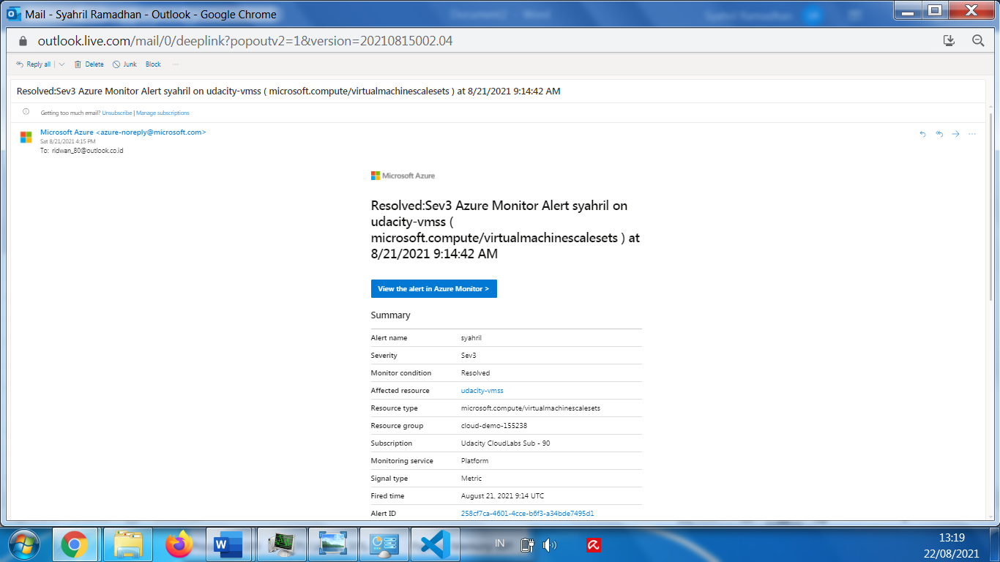 Mail - Syahril Ramadhan - Outlook - Google Chrome
outlook.live.com/mail/0/deeplink?popoutv2=1&version=20210815002.04
Reply all Delete Junk Block
Resolved:Sev3 Azure Monitor Alert syahril on udacity-vmss ( microsoft.compute/virtualmachinescalesets ) at 8/21/2021 9:14:42 AM
Getting too much email? Unsubscribe | Manage subscriptions
Microsoft Azure <azure-noreply@microsoft.com>
Sat 8/21/2021 4:15 PM
To: ridwan_80@outlook.co.id
Microsoft Azure
Resolved:Sev3 Azure Monitor Alert syahril on
udacity-vmss (
microsoft.compute/virtualmachinescalesets ) at
8/21/2021 9:14:42 AM
View the alert in Azure Monitor >
Summary
Alert name syahril
Severity Sev3
Monitor condition Resolved
Affected resource udacity-vmss
Resource type microsoft.compute/virtualmachinescalesets
Resource group cloud-demo-155238
Subscription Udacity CloudLabs Sub - 90
Monitoring service Platform
Signal type Metric
Fired time August 21, 2021 9:14 UTC
Alert ID 258cf7ca-4601-4cce-b6f3-a34bde7495d1
IN
13:19
22/08/2021